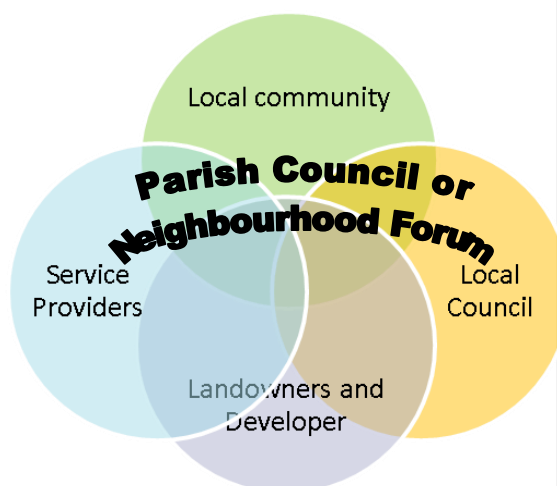 Local community
Parish Council or
Neighbourhood Forum
Service
Providers
Local
Council
Landowners and
Developer